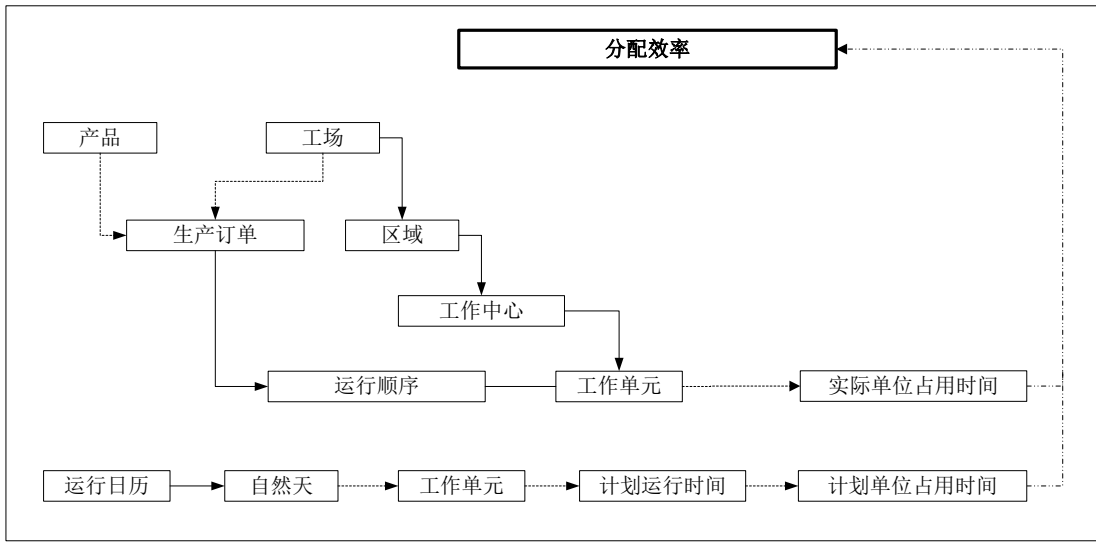 分配效率
产品
工场
生产订单
区域
工作中心
运行顺序
工作单元
实际单位占用时间
运行日历
自然天
工作单元
计划运行时间
计划单位占用时间